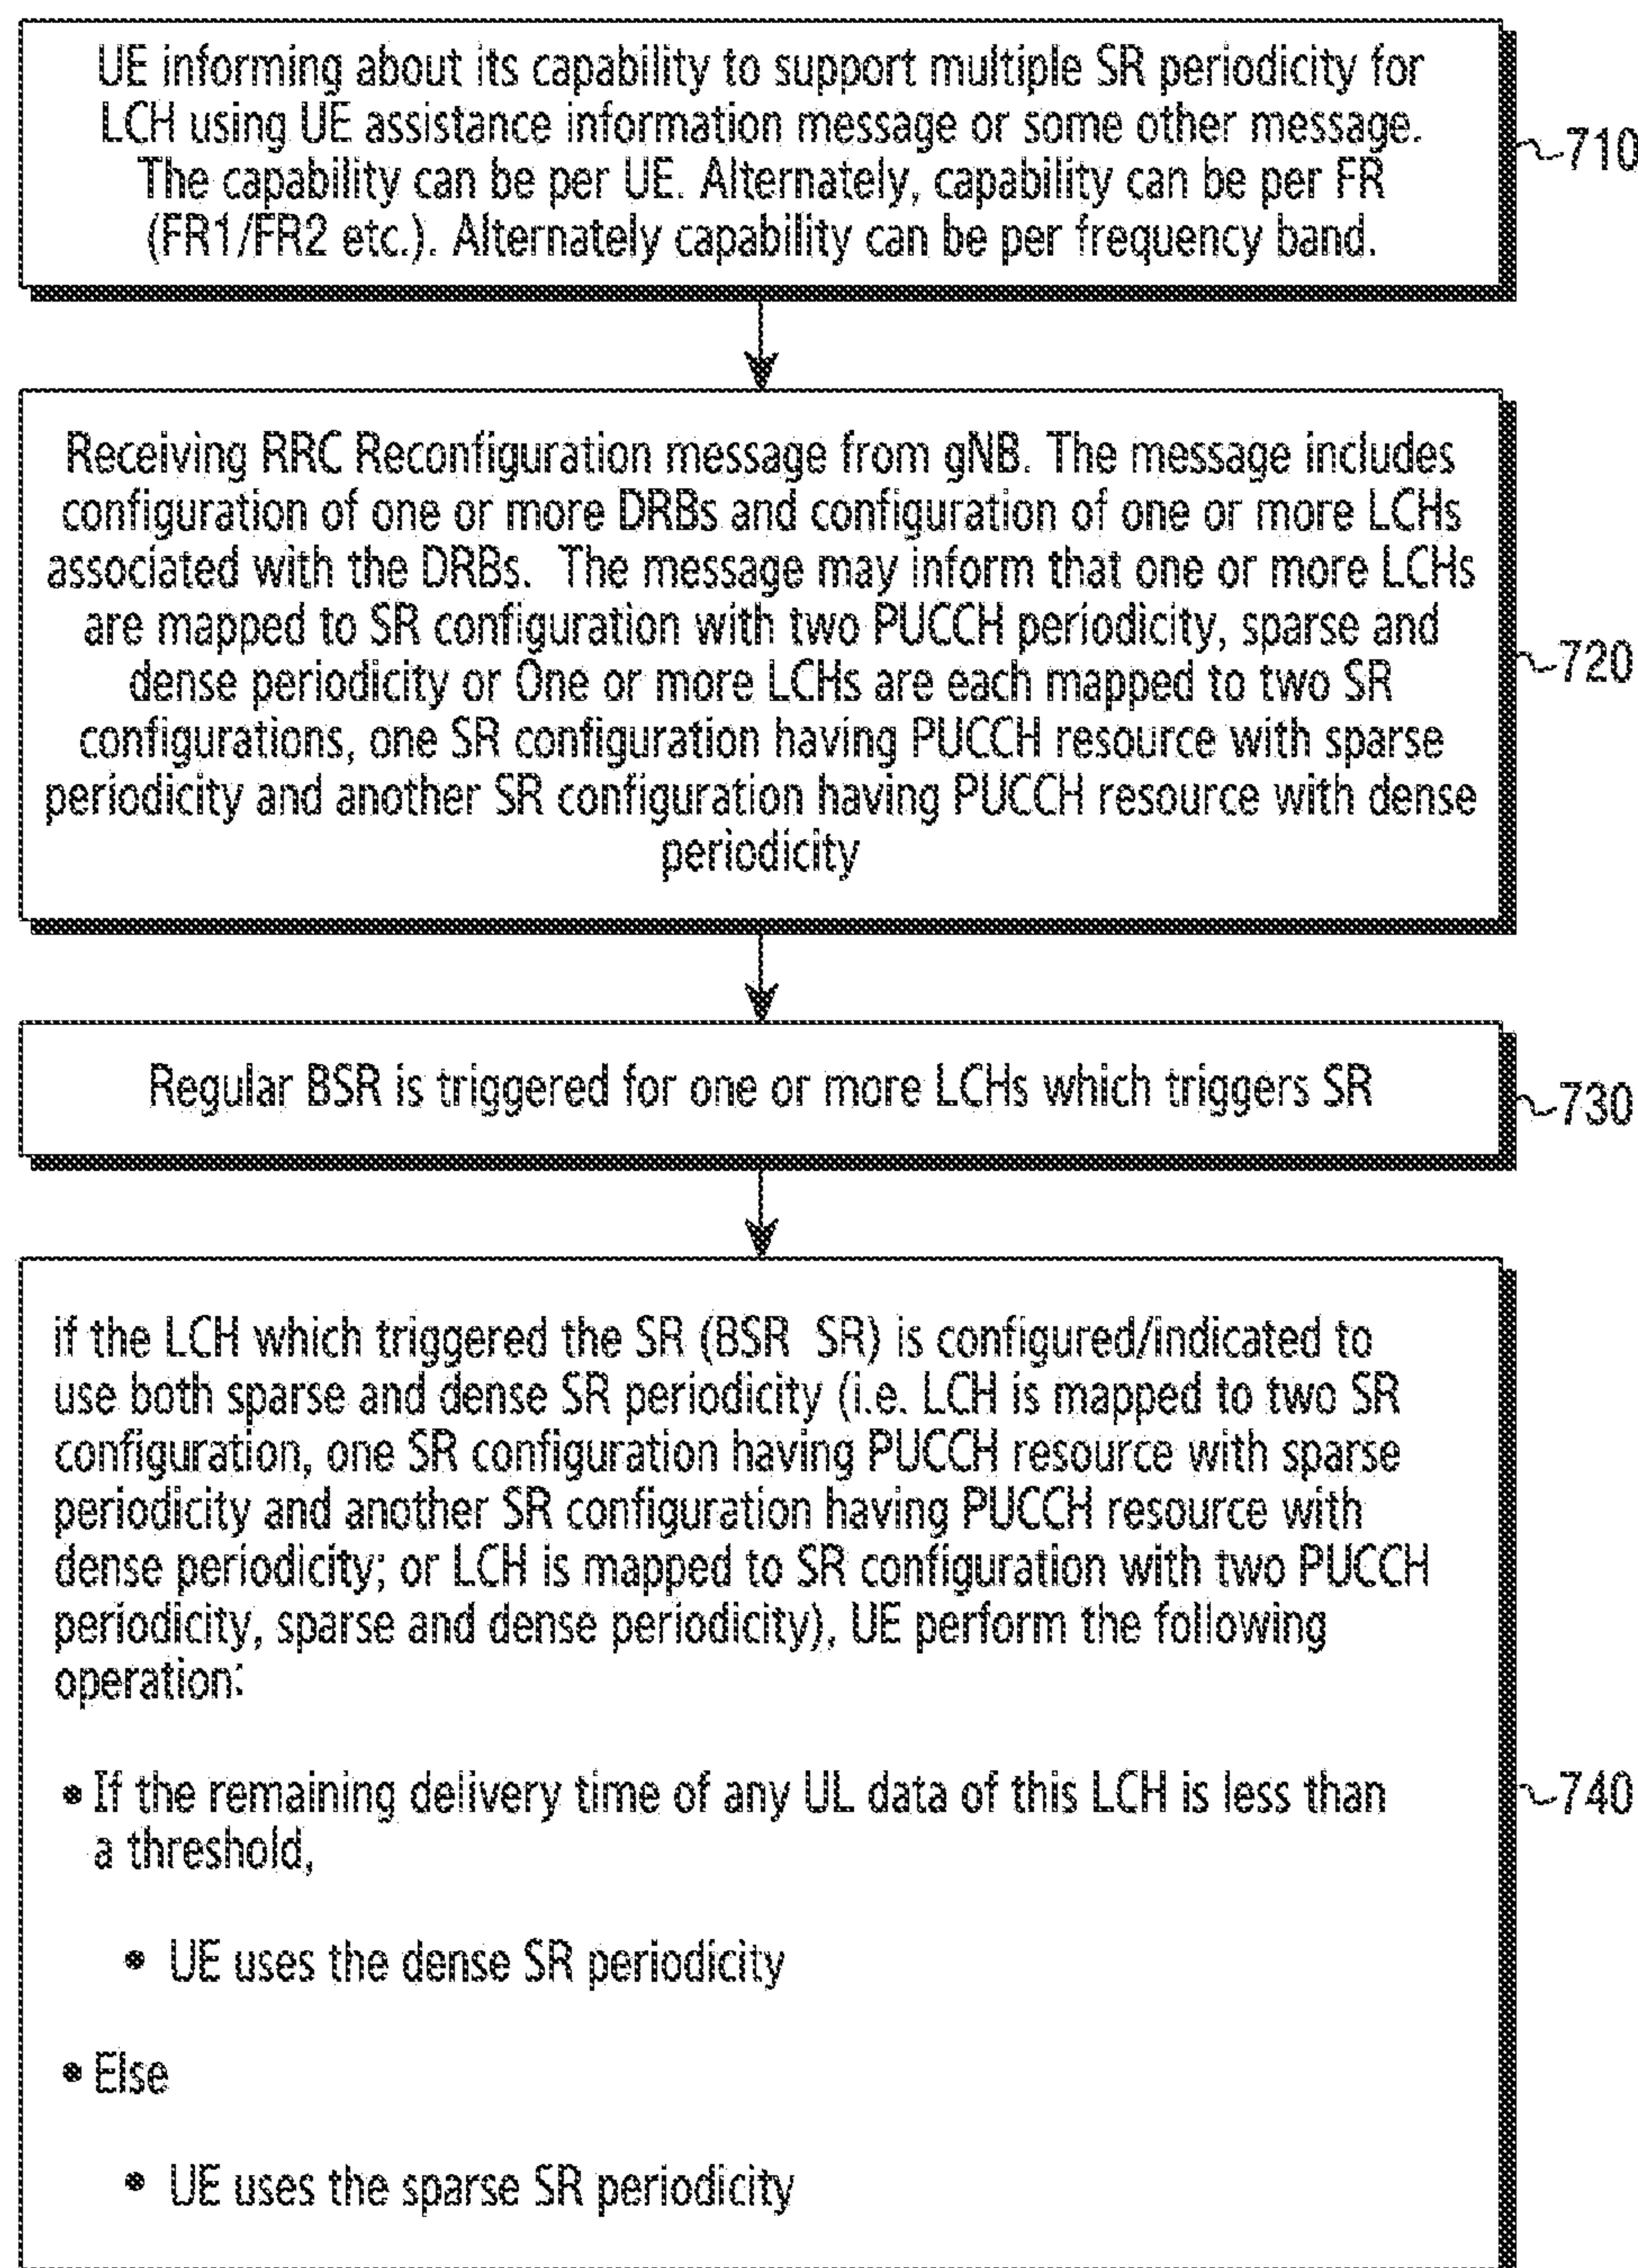 UE informing about its capability to support multiple SR periodicity for
LCH using UE assistance information message or some other message.
The capability can be per UE. Alternately, capability can be per FR
(FR1/FR2 etc.). Alternately capability can be per frequency band.
710
Receiving RRC Reconfiguration message from gNB. The message includes
configuration of one or more DRBs and configuration of one or more LCHs
associated with the DRBs. The message may inform that one or more LCHs
are mapped to SR configuration with two PUCCH periodicity, sparse and
dense periodicity or One or more LCHs are each mapped to two SR
configurations, one SR configuration having PUCCH resource with sparse
periodicity and another SR configuration having PUCCH resource with dense
periodicity
720
Regular BSR is triggered for one or more LCHs which triggers SR
730
if the LCH which triggered the SR (BSR SR) is configured/indicated to
use both sparse and dense SR periodicity (i.e. LCH is mapped to two SR
configuration, one SR configuration having PUCCH resource with sparse
periodicity and another SR configuration having PUCCH resource with
dense periodicity; or LCH is mapped to SR configuration with two PUCCH
periodicity, sparse and dense periodicity), UE perform the following
operation:
• If the remaining delivery time of any UL data of this LCH is less than
a threshold,
• UE uses the dense SR periodicity
• Else
• UE uses the sparse SR periodicity
740